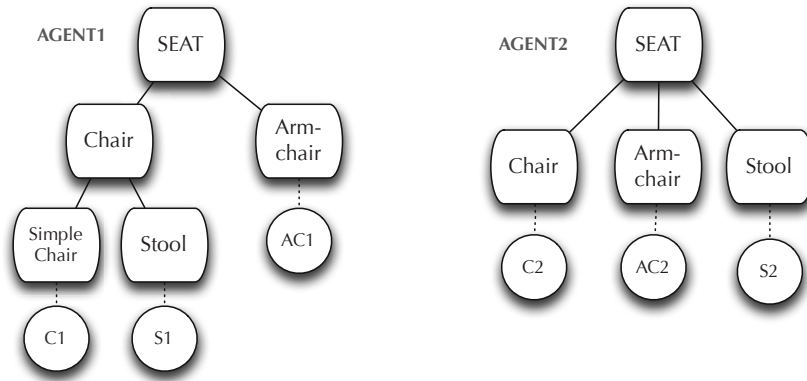 AGENT1
SEAT
Chair
Arm-
chair
Simple
Chair
Stool
AC1
C1
S1
AGENT2
SEAT
Chair
Arm-
chair
Stool
C2
AC2
S2